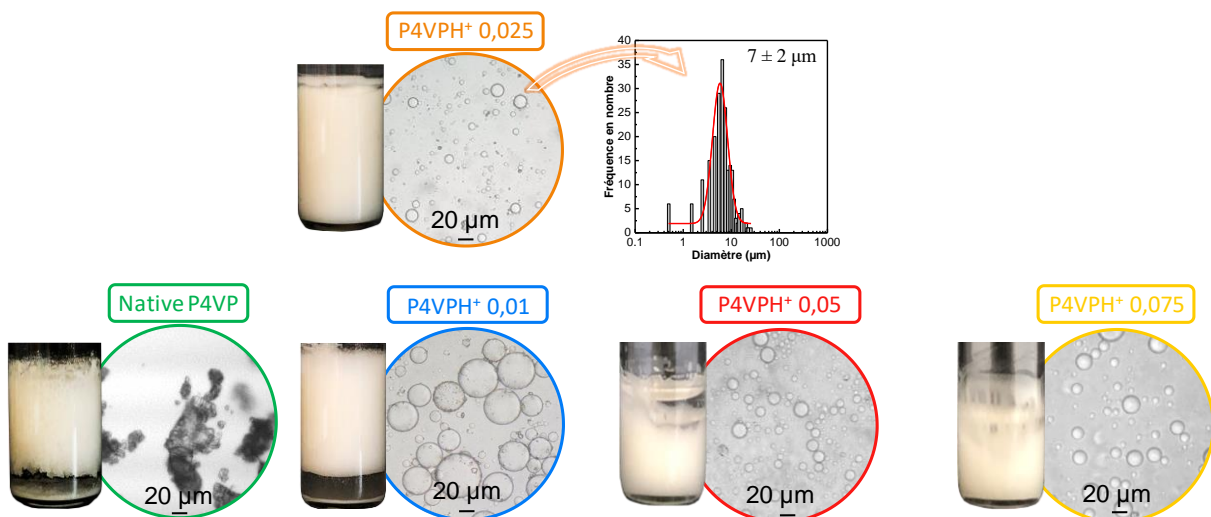 P4VPH⁺ 0,025
20 µm
7 ± 2 µm
Fréquence en nombre
40
35
30
25
20
15
10
5
0
0.1 1 10 100 1000
Diamètre (µm)
Native P4VP
20 µm
P4VPH⁺ 0,01
20 µm
P4VPH⁺ 0,05
20 µm
P4VPH⁺ 0,075
20 µm